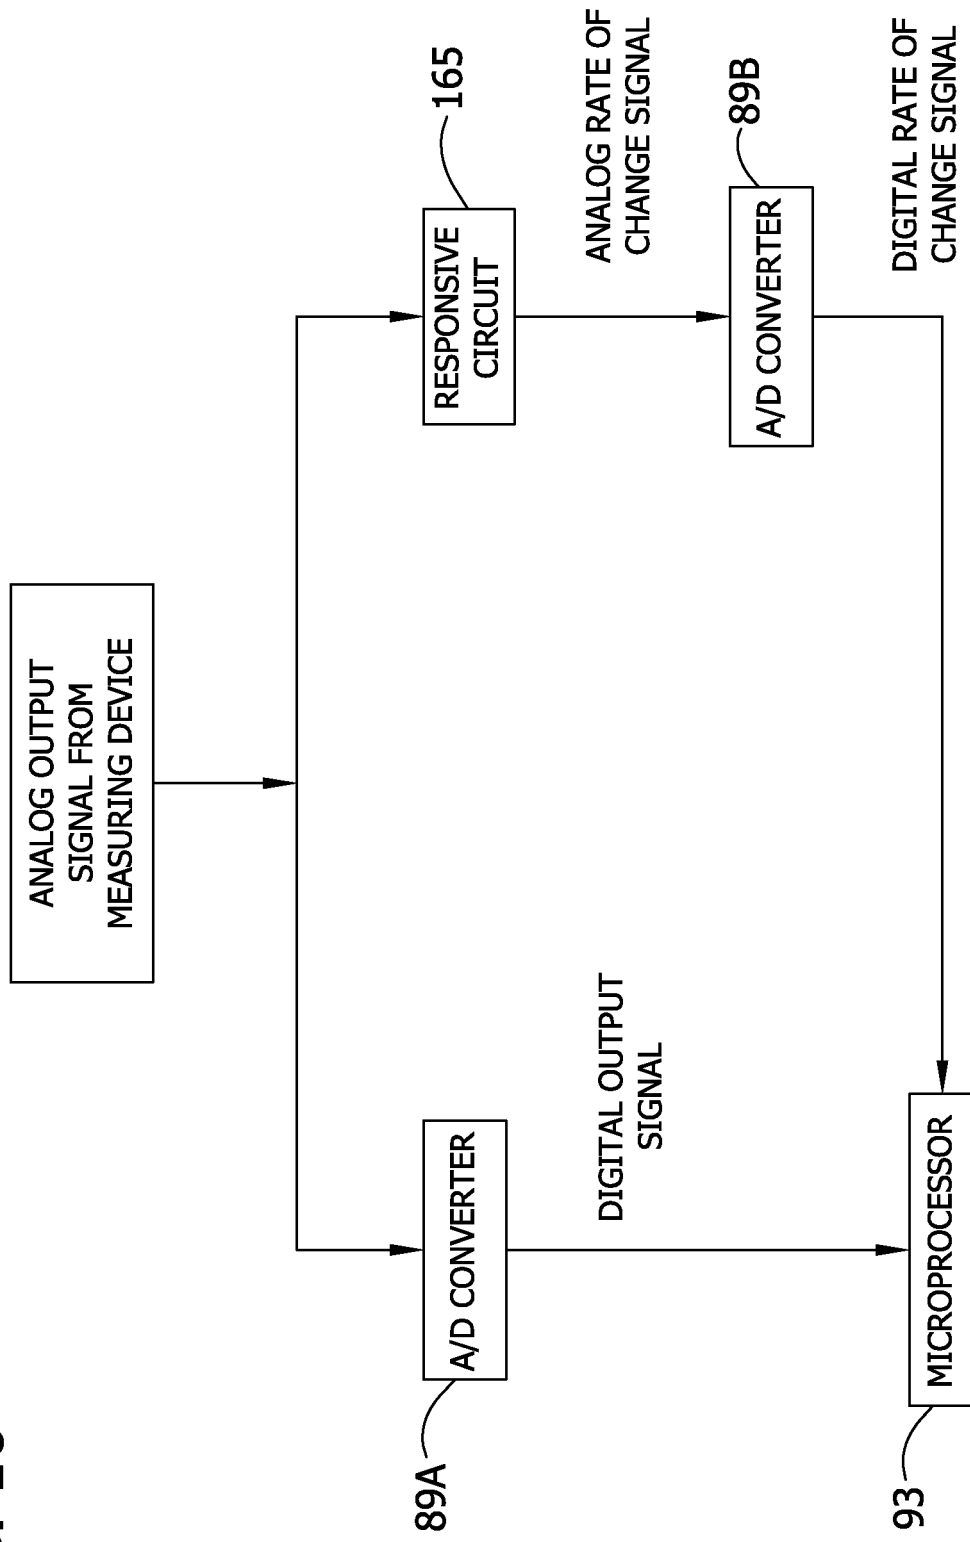 ANALOG OUTPUT
SIGNAL FROM
MEASURING DEVICE
A/D CONVERTER
89A
RESPONSIVE
CIRCUIT
165
DIGITAL OUTPUT
SIGNAL
ANALOG RATE OF
CHANGE SIGNAL
A/D CONVERTER
89B
MICROPROCESSOR
93
DIGITAL RATE OF
CHANGE SIGNAL